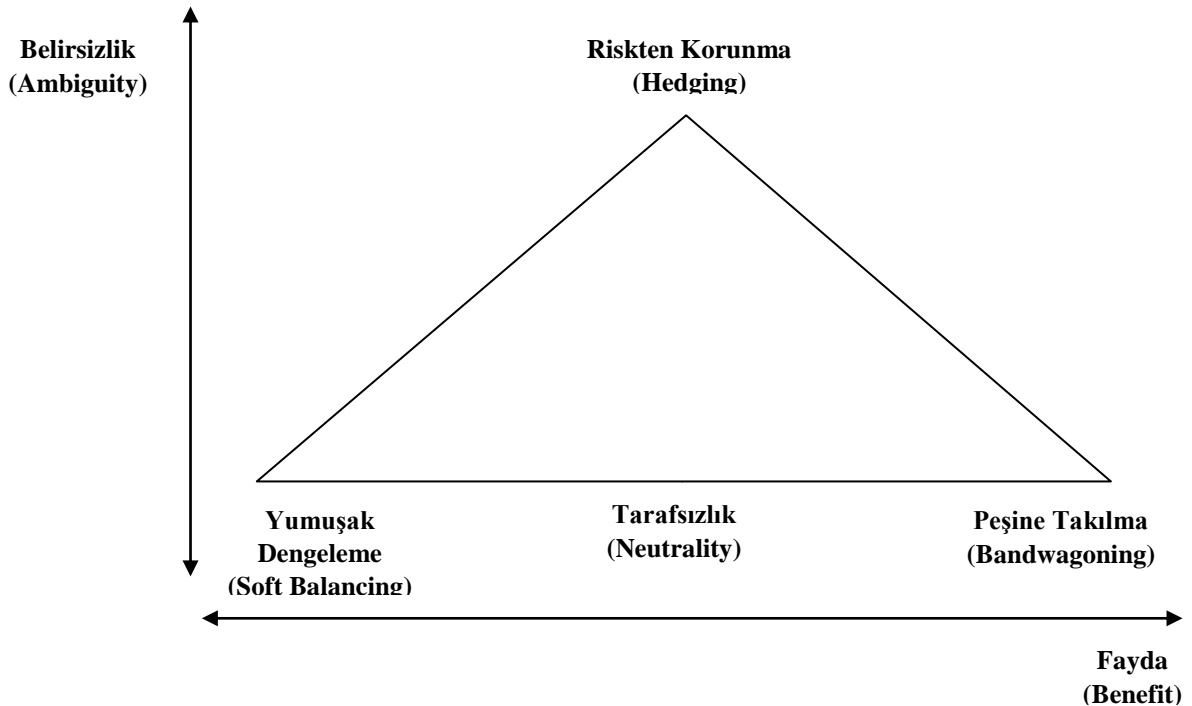 Belirsizlik
(Ambiguity)
Riskten Korunma
(Hedging)
Yumuşak
Dengeleme
(Soft Balancing)
Tarafsızlık
(Neutrality)
Peşine Takılma
(Bandwagoning)
Fayda
(Benefit)